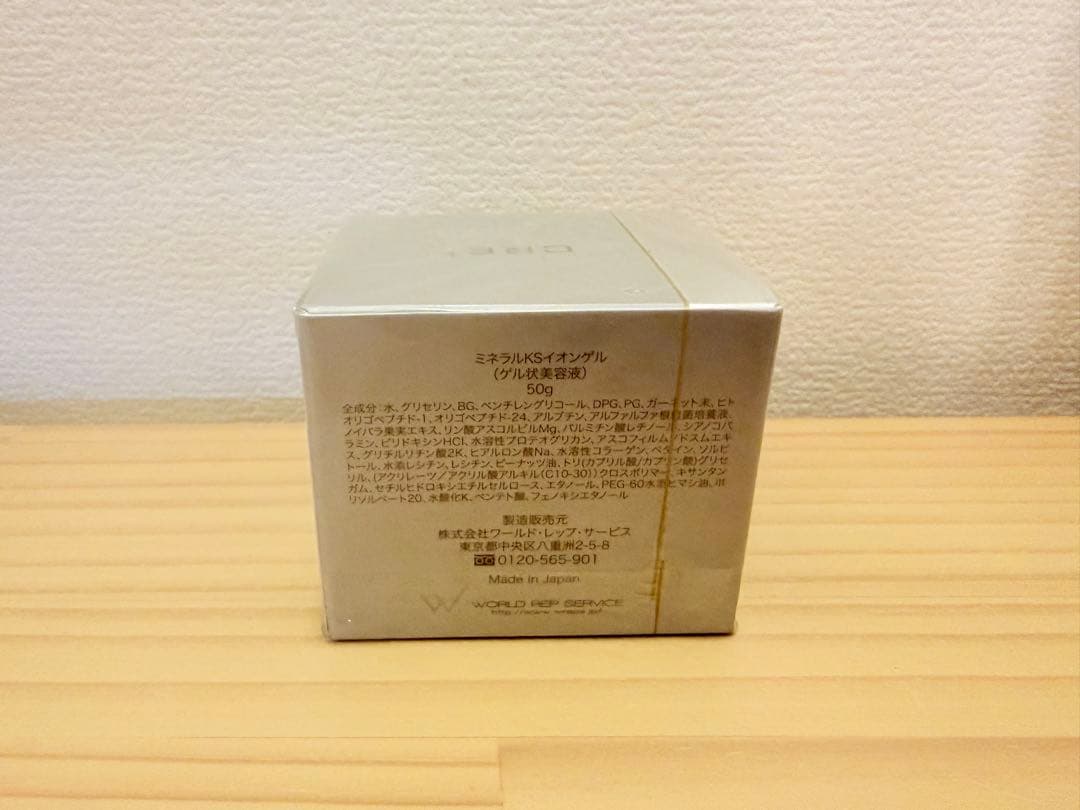 ミネラルKSイオンゲル
(ゲル状美容液)
50g
全成分:水、グリセリン、BG、ペンチレングリコール、DPG、PG、ガーネット末、ヒト
オリゴペプチド-1、オリゴペプチド-24、アルブチン、アルファルファ根毛菌培養液、
ノイバラ果実エキス、リン酸アスコルビルMg、パルミチン酸レチノール、シアノコバ
ラミン、ピリドキシンHCl、水溶性プロテオグリカン、アスコフィルムノドスムエキ
ス、グリチルリチン酸2K、ヒアルロン酸Na、水溶性コラーゲン、ベタイン、ソルビ
トール、水添レシチン、レシチン、ピーナッツ油、トリ(カプリル酸/カプリン酸)グリセ
リル、(アクリレーツ/アクリル酸アルキル(C10-30))クロスポリマー、キサンタン
ガム、セチルヒドロキシエチルセルロース、エタノール、PEG-60水添ヒマシ油、ポ
リソルベート20、水酸化K、ペンテト酸、フェノキシエタノール
製造販売元
株式会社ワールド・レップ・サービス
東京都中央区八重洲2-5-8
0120-565-901
Made in Japan
W WORLD REP SERVICE